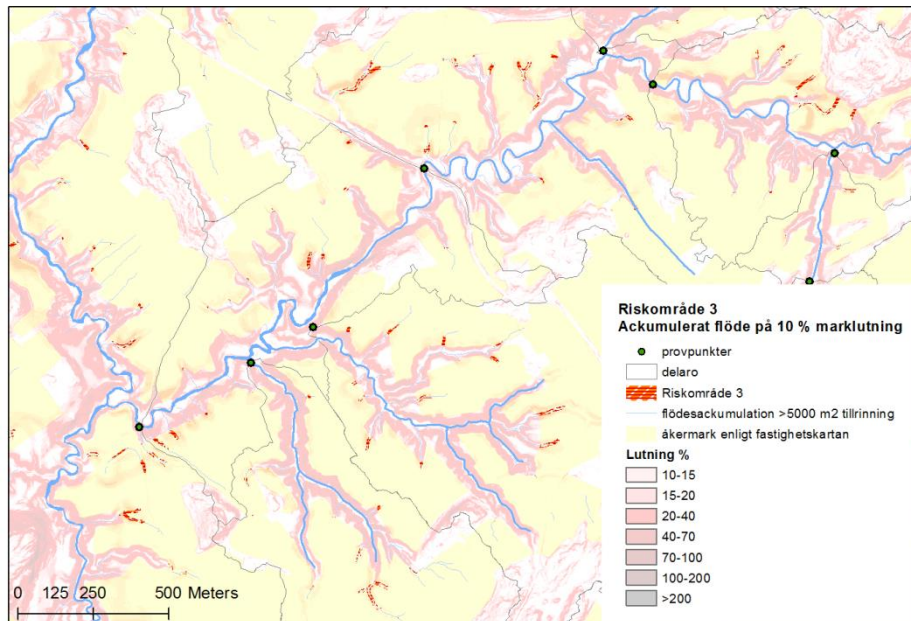 Riskområde 3
Ackumulerat flöde på 10 % marklutning
provpunkter
delaro
Riskområde 3
flödesackumulation >5000 m2 tillrinning
åkermark enligt fastighetskartan
Lutning %
10-15
15-20
20-40
40-70
70-100
100-200
>200
0 125 250 500 Meters